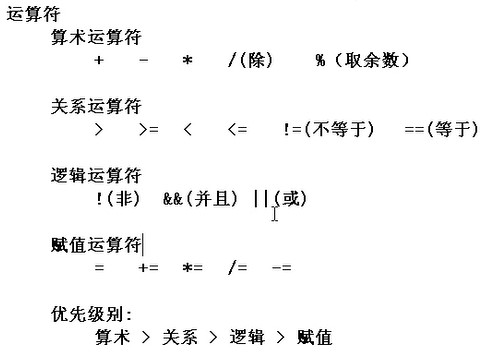 运算符
算术运算符
+ - * /(除) %（取余数）
关系运算符
> >= < <= !=(不等于) ==(等于)
逻辑运算符
!(非) &&(并且) ||(或)
赋值运算符
= += *= /= -=
优先级别:
算术 > 关系 > 逻辑 > 赋值